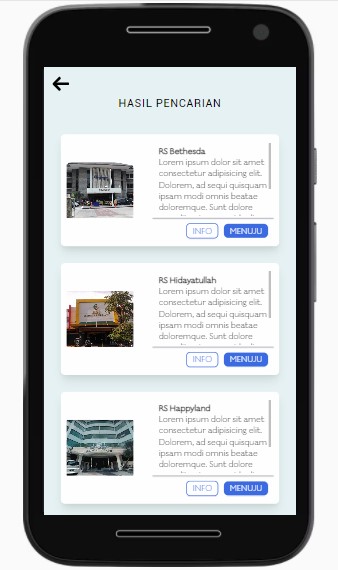 HASIL PENCARIAN
RS Bethesda
Lorem ipsum dolor sit amet
consectetur adipisicing elit.
Dolorem, ad sequi quisquam
ipsam modi omnis beatae
doloremque. Sunt dolore
INFO MENUJU
RS Hidayatullah
Lorem ipsum dolor sit amet
consectetur adipisicing elit.
Dolorem, ad sequi quisquam
ipsam modi omnis beatae
doloremque. Sunt dolore
INFO MENUJU
RS Happyland
Lorem ipsum dolor sit amet
consectetur adipisicing elit.
Dolorem, ad sequi quisquam
ipsam modi omnis beatae
doloremque. Sunt dolore
INFO MENUJU